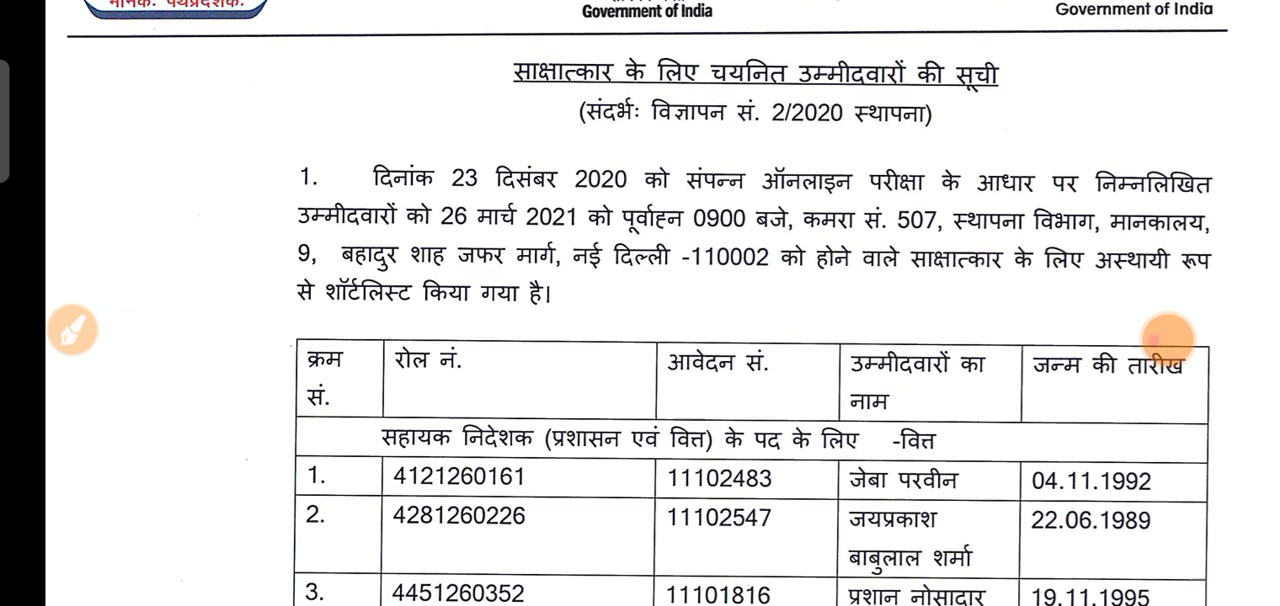 मानकः पथप्रदर्शकः
Government of India
Government of India
साक्षात्कार के लिए चयनित उम्मीदवारों की सूची
(संदर्भः विज्ञापन सं. 2/2020 स्थापना)
1. दिनांक 23 दिसंबर 2020 को संपन्न ऑनलाइन परीक्षा के आधार पर निम्नलिखित
उम्मीदवारों को 26 मार्च 2021 को पूर्वाहन 0900 बजे, कमरा सं. 507, स्थापना विभाग, मानकालय,
9, बहादुर शाह जफर मार्ग, नई दिल्ली -110002 को होने वाले साक्षात्कार के लिए अस्थायी रूप
से शॉर्टलिस्ट किया गया है।
क्रम सं. रोल नं. आवेदन सं. उम्मीदवारों का नाम जन्म की तारीख
सहायक निदेशक (प्रशासन एवं वित्त) के पद के लिए -वित्त
1. 4121260161 11102483 जेबा परवीन 04.11.1992
2. 4281260226 11102547 जयप्रकाश बाबुलाल शर्मा 22.06.1989
3. 4451260352 11101816 प्रशान नोसादार 19.11.1995